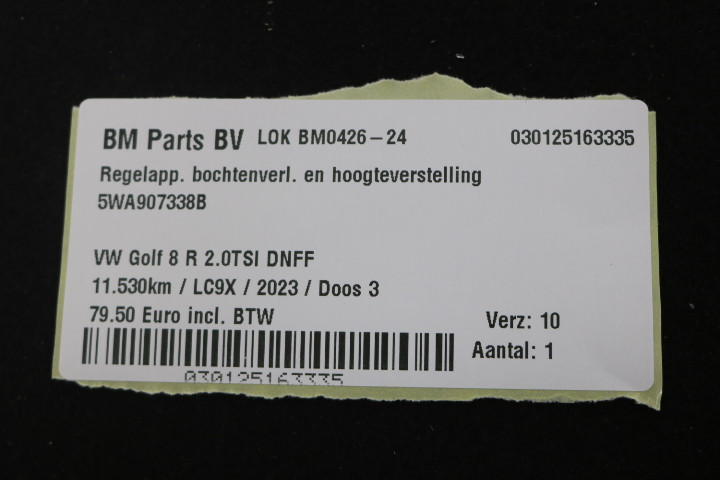 BM Parts BV LOK BM0426-24 030125163335
Regelapp. bochtenverl. en hoogteverstelling
5WA907338B
VW Golf 8 R 2.0TSI DNFF
11.530km / LC9X / 2023 / Doos 3
79.50 Euro incl. BTW Verz: 10
Aantal: 1
030125163335